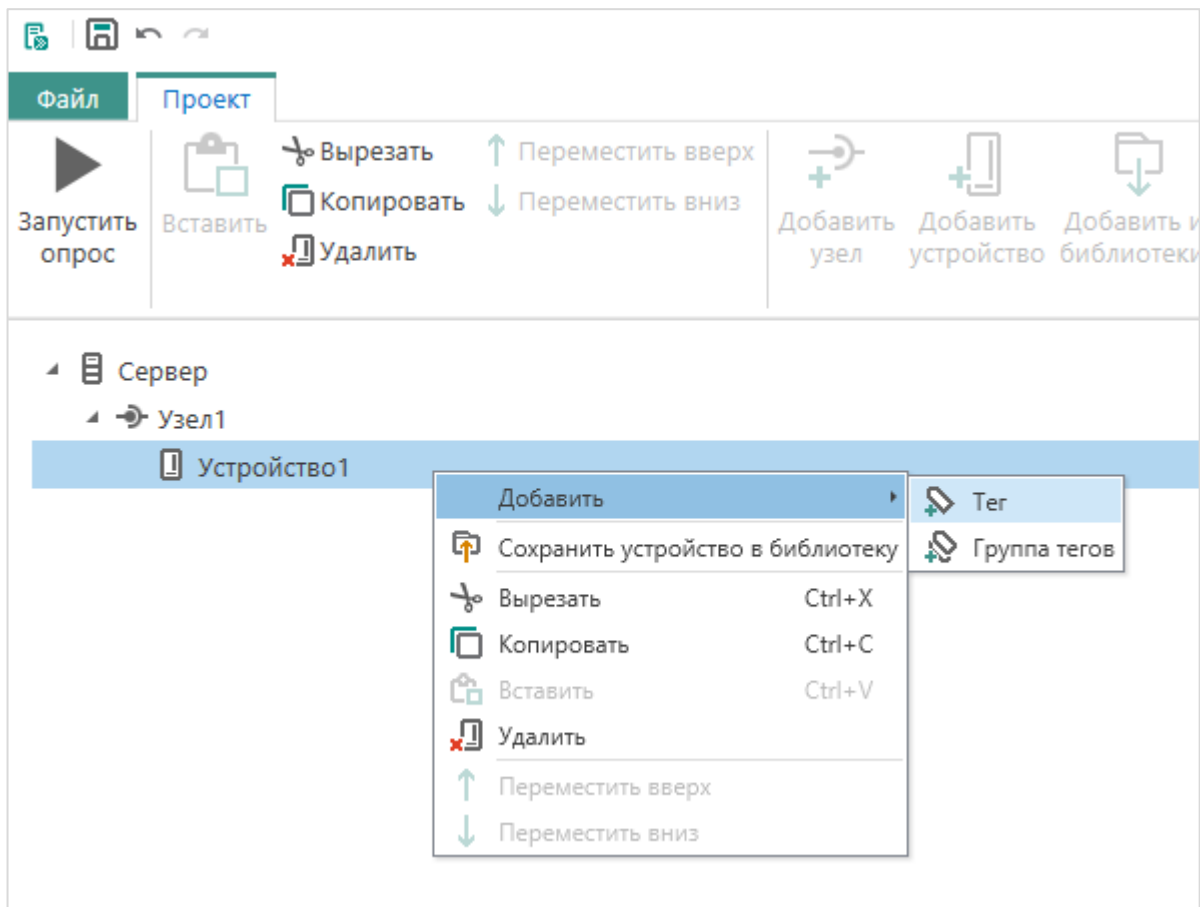 Файл
Проект
Запустить
опрос
Вставить
Вырезать
Копировать
Удалить
Переместить вверх
Переместить вниз
Добавить
узел
Добавить
устройство
Добавить и
библиотеки
Сервер
Узел1
Устройство1
Добавить
Сохранить устройство в библиотеку
Вырезать Ctrl+X
Копировать Ctrl+C
Вставить Ctrl+V
Удалить
Переместить вверх
Переместить вниз
Тег
Группа тегов